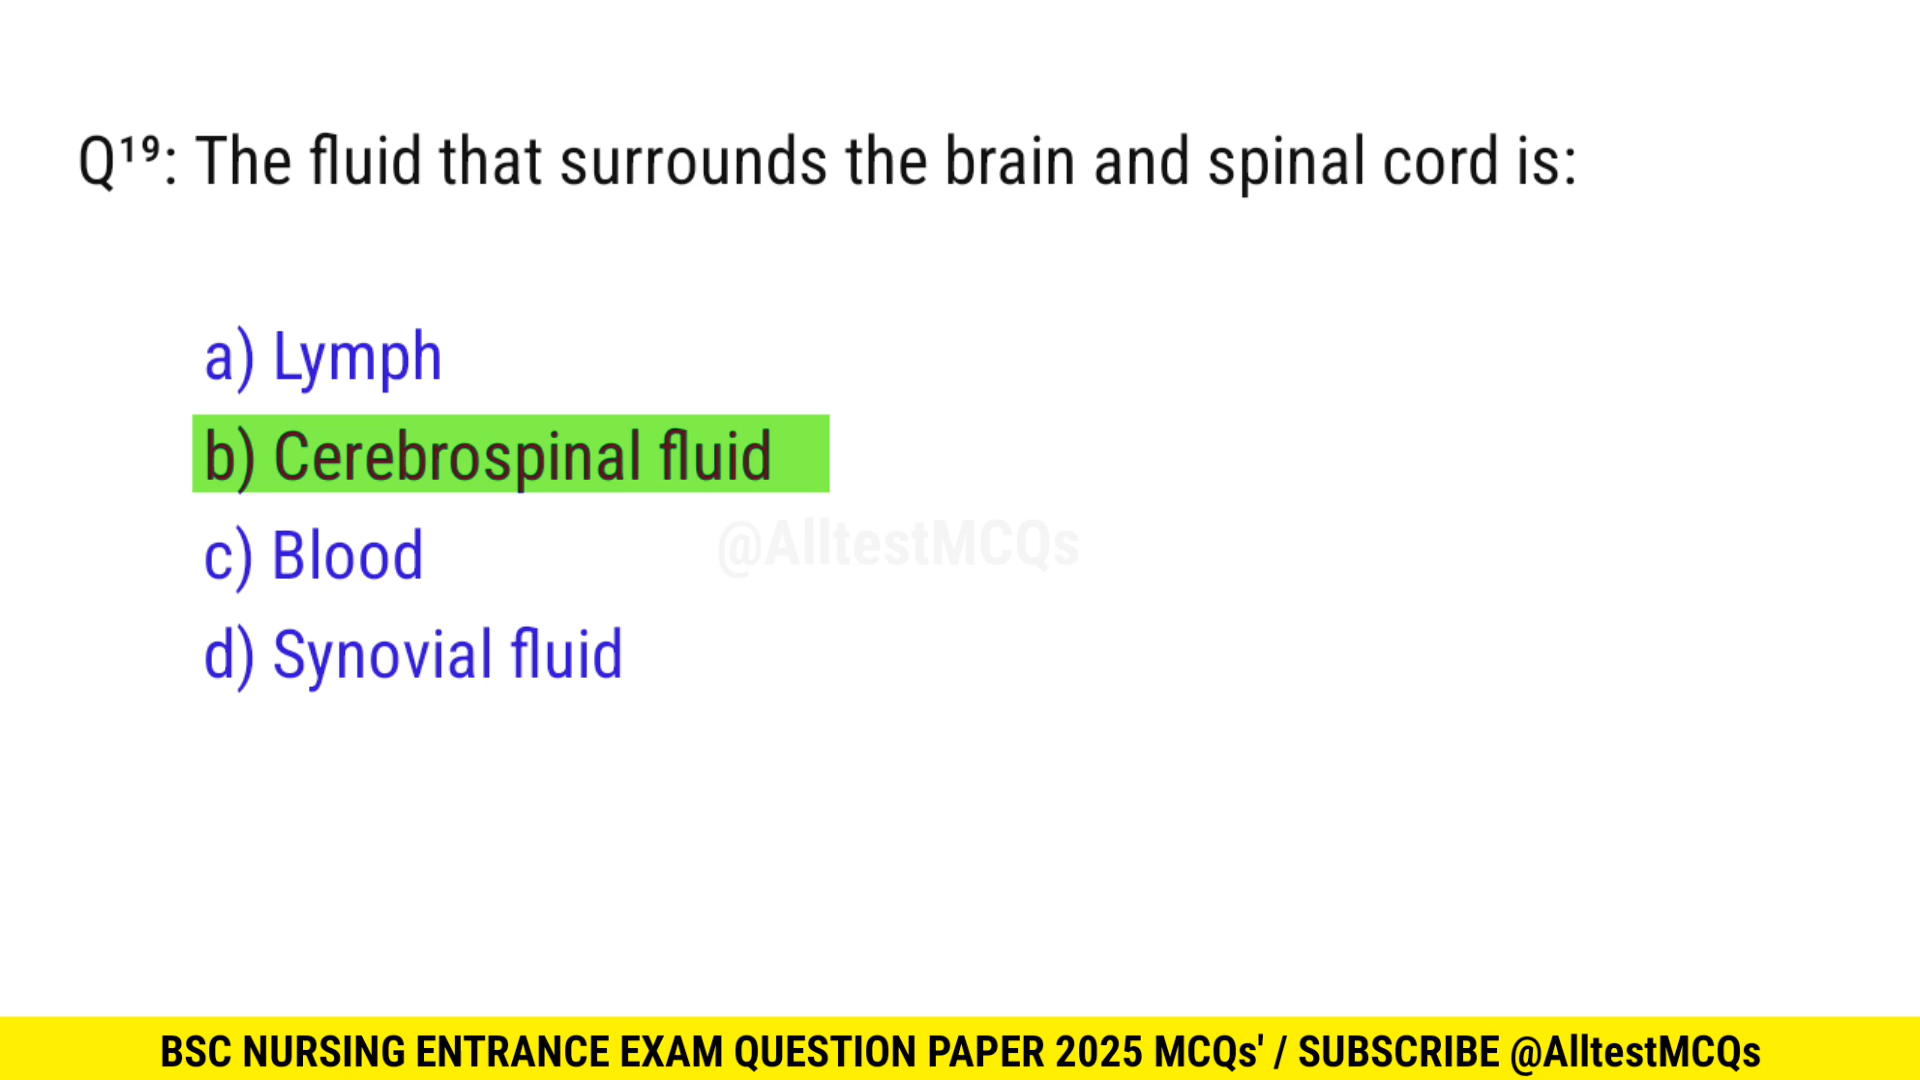 Q¹⁹: The fluid that surrounds the brain and spinal cord is:
a) Lymph
b) Cerebrospinal fluid
c) Blood
@AlltestMCQs
d) Synovial fluid
BSC NURSING ENTRANCE EXAM QUESTION PAPER 2025 MCQs' / SUBSCRIBE @AlltestMCQs